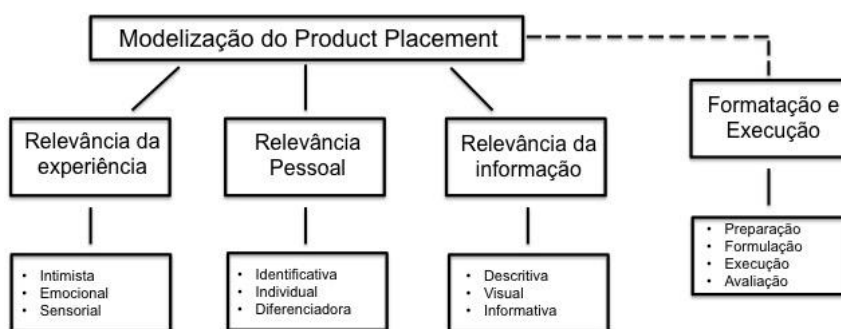 Modelização do Product Placement
Relevância da
experiência
Relevância
Pessoal
Relevância da
informação
Formatação e
Execução
• Intimista
• Emocional
• Sensorial
• Identificativa
• Individual
• Diferenciadora
• Descritiva
• Visual
• Informativa
• Preparação
• Formulação
• Execução
• Avaliação